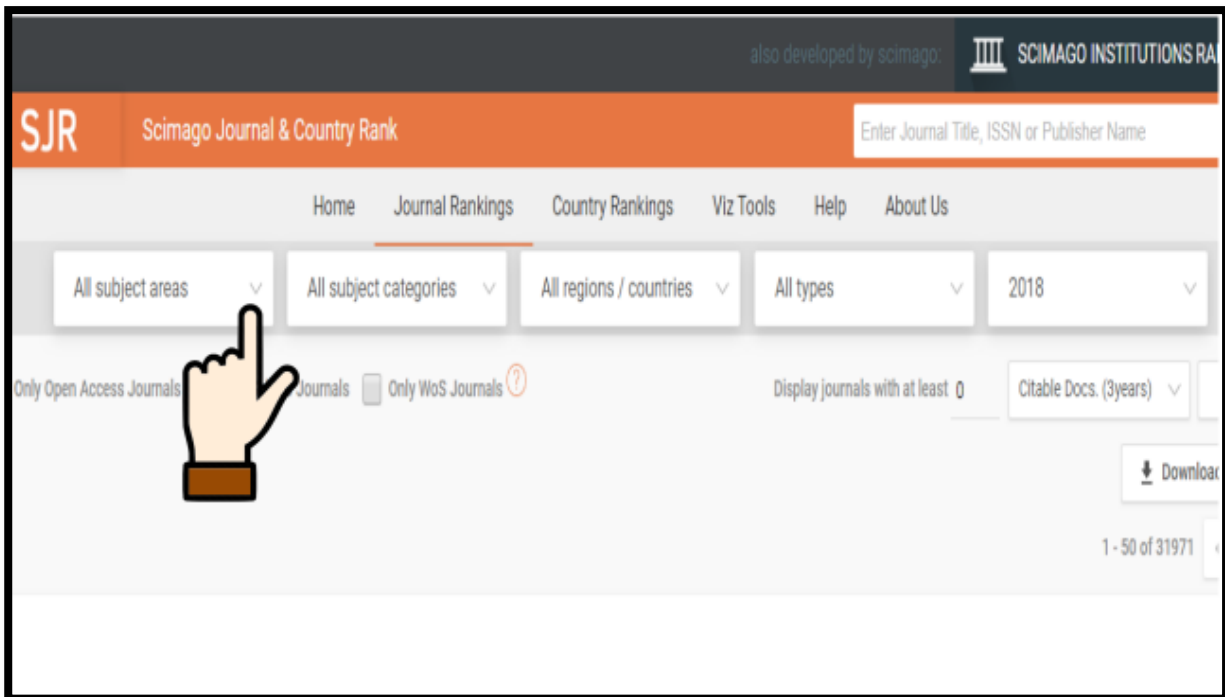 also developed by scimago: SCIMAGO INSTITUTIONS RA
SJR Scimago Journal & Country Rank Enter Journal Title, ISSN or Publisher Name
Home Journal Rankings Country Rankings Viz Tools Help About Us
All subject areas All subject categories All regions / countries All types 2018
Only Open Access Journals Journals Only WoS Journals ? Display journals with at least 0 Citable Docs. (3years)
Download
1 - 50 of 31971